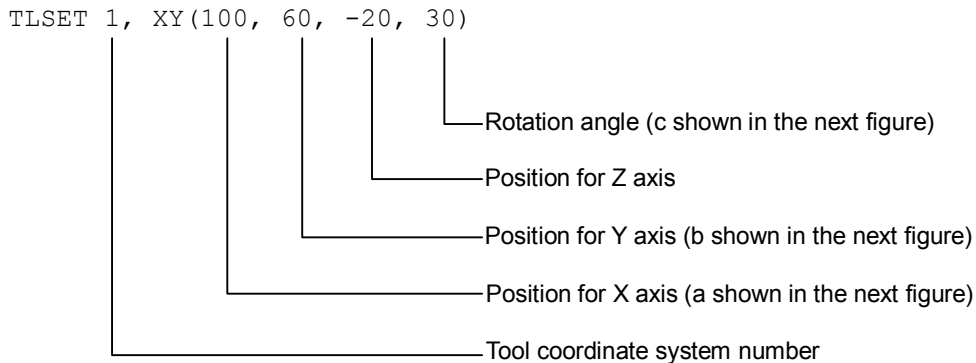 TLSET 1, XY(100, 60, -20, 30)
Rotation angle (c shown in the next figure)
Position for Z axis
Position for Y axis (b shown in the next figure)
Position for X axis (a shown in the next figure)
Tool coordinate system number